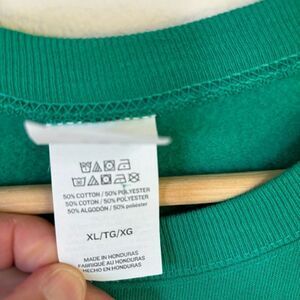 50% COTTON / 50% POLYESTER
50% COTON / 50% POLYESTER
50% ALGODÓN / 50% poliéster
XL/TG/XG
MADE IN HONDURAS
FABRIQUÉ AU HONDURAS
HECHO EN HONDURAS